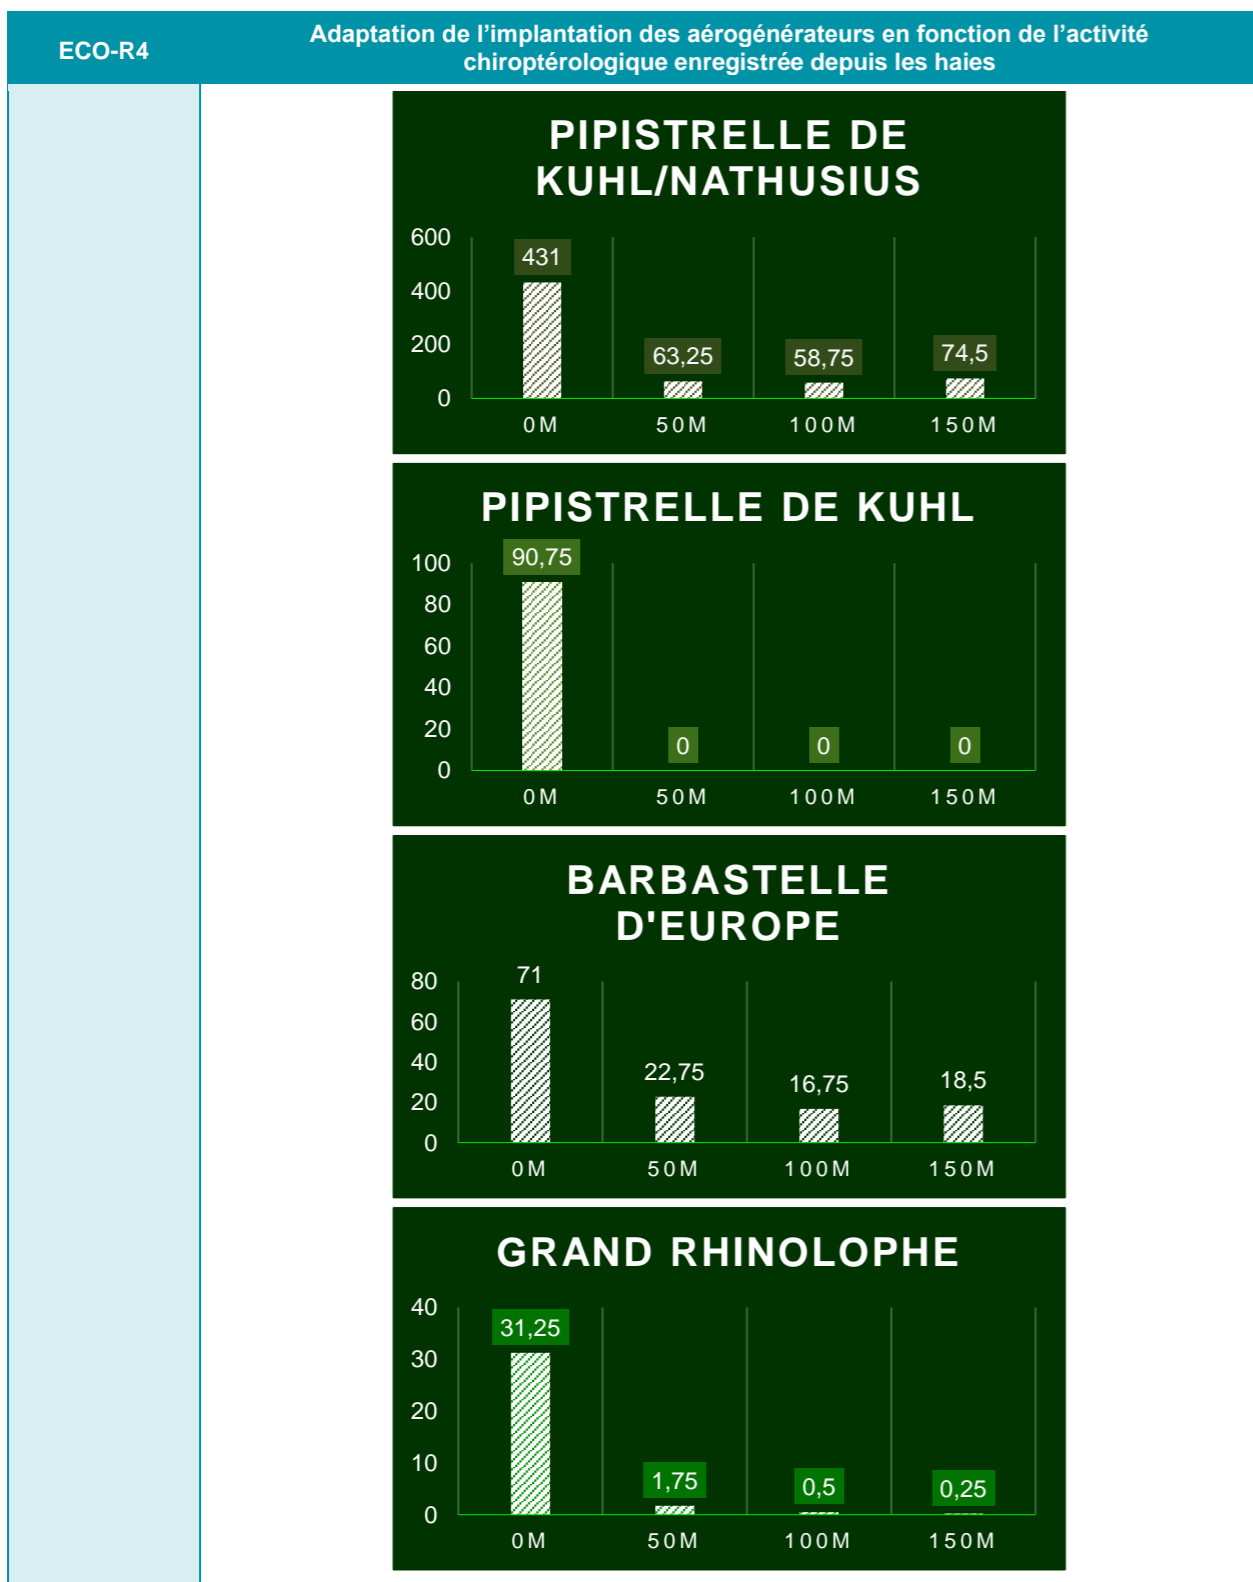 ECO-R4
Adaptation de l’implantation des aérogénérateurs en fonction de l’activité
chiroptérologique enregistrée depuis les haies
PIPISTRELLE DE
KUHL/NATHUSIUS
600
400
200
0
431
63,25
58,75
74,5
0M 50M 100M 150M
PIPISTRELLE DE KUHL
100
80
60
40
20
0
90,75
0
0
0
0M 50M 100M 150M
BARBASTELLE
D'EUROPE
80
60
40
20
0
71
22,75
16,75
18,5
0M 50M 100M 150M
GRAND RHINOLOPHE
40
30
20
10
0
31,25
1,75
0,5
0,25
0M 50M 100M 150M